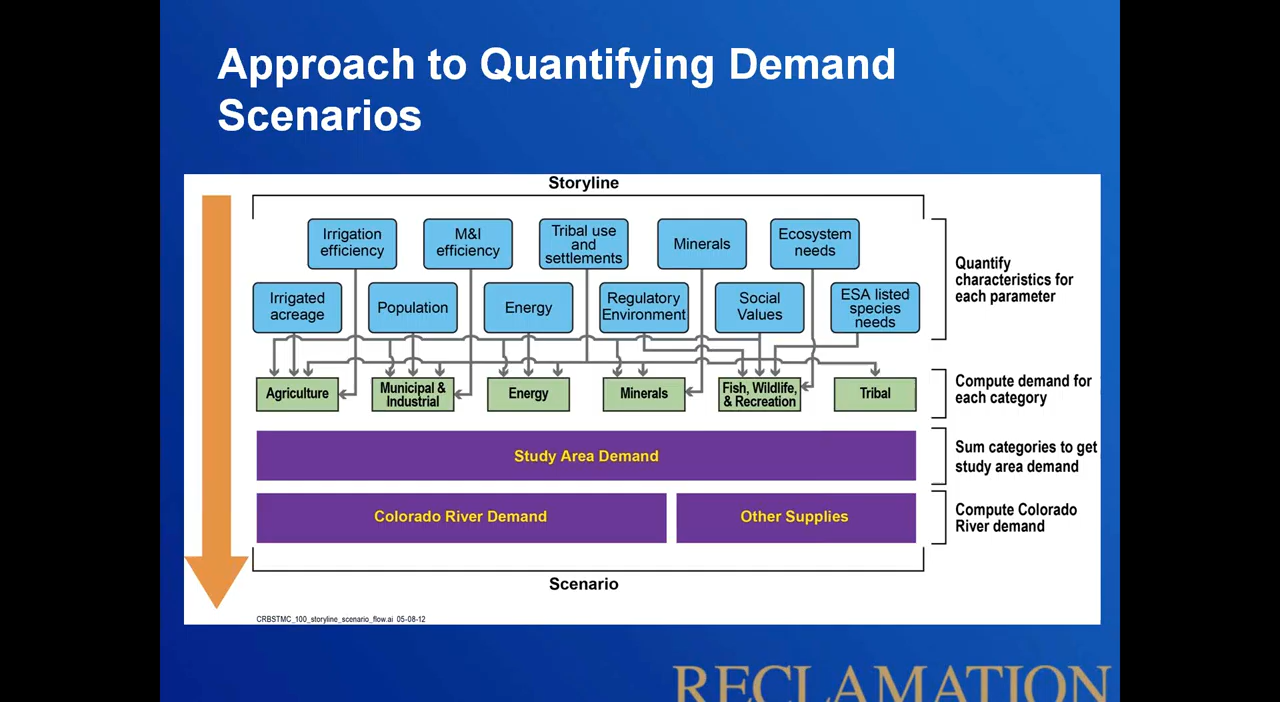 Approach to Quantifying Demand
Scenarios
Storyline
Irrigation
efficiency
M&I
efficiency
Tribal use
and
settlements
Minerals
Ecosystem
needs
Irrigated
acreage
Population
Energy
Regulatory
Environment
Social
Values
ESA listed
species
needs
Quantify
characteristics for
each parameter
Agriculture
Municipal &
Industrial
Energy
Minerals
Fish, Wildlife,
& Recreation
Tribal
Compute demand for
each category
Study Area Demand
Sum categories to get
study area demand
Colorado River Demand
Other Supplies
Compute Colorado
River demand
Scenario
CRBSTMC_100_storyline_scenario_flow.ai 05-08-12
RECLAMATION